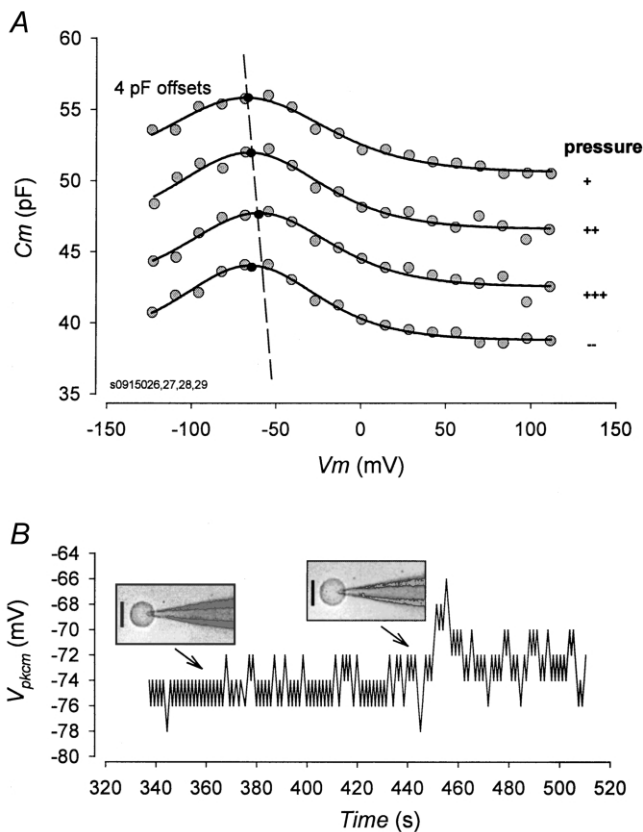 A
60
55
50
45
40
35
Cm (pF)
4 pF offsets
pressure
+
++
+++
--
s0915026,27,28,29
-150 -100 -50 0 50 100 150
Vm (mV)
B
-64
-66
-68
-70
-72
-74
-76
-78
-80
Vpkcm (mV)
320 340 360 380 400 420 440 460 480 500 520
Time (s)